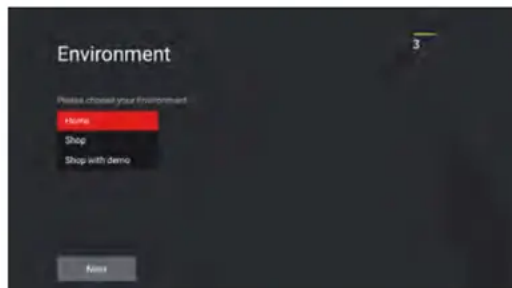 Environment
3
Please choose your Environment
Home
Shop
Shop with demo
Next